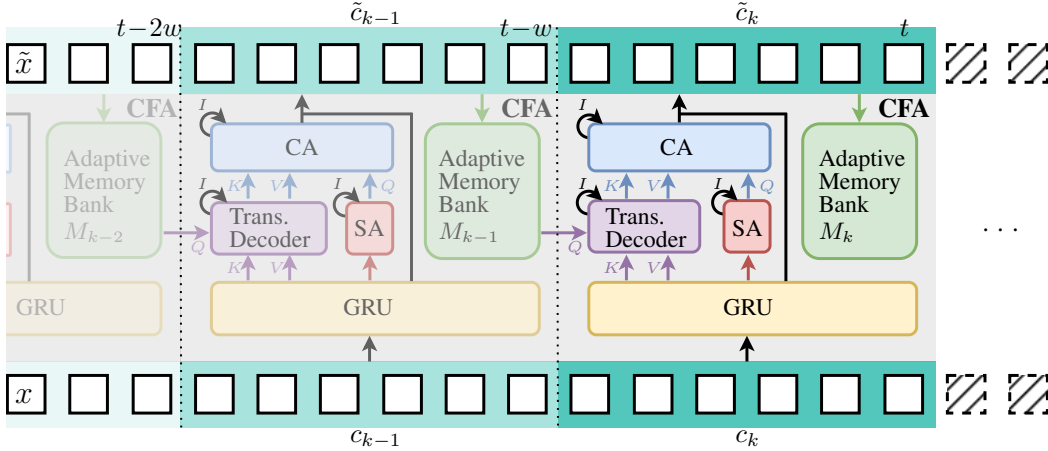 c̃ₖ₋₁ c̃ₖ
t−2w t−w t
x̃
CFA CFA CFA
I I
CA CA
Adaptive Memory Bank Mₖ₋₂
Adaptive Memory Bank Mₖ₋₁
Adaptive Memory Bank Mₖ
K V Q K V Q
I I I I
Trans. Decoder SA Trans. Decoder SA
Q Q
K V K V
GRU GRU GRU
. . .
x
cₖ₋₁ cₖ